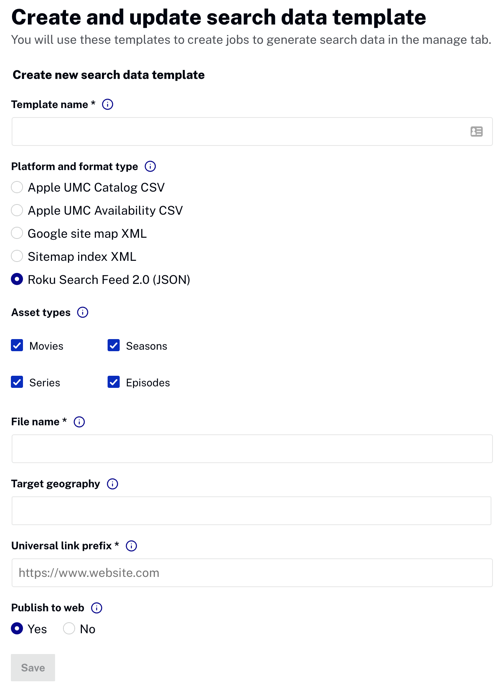 Create and update search data template
You will use these templates to create jobs to generate search data in the manage tab.
Create new search data template
Template name *
Platform and format type
Apple UMC Catalog CSV
Apple UMC Availability CSV
Google site map XML
Sitemap index XML
Roku Search Feed 2.0 (JSON)
Asset types
Movies Seasons
Series Episodes
File name *
Target geography
Universal link prefix *
https://www.website.com
Publish to web
Yes No
Save